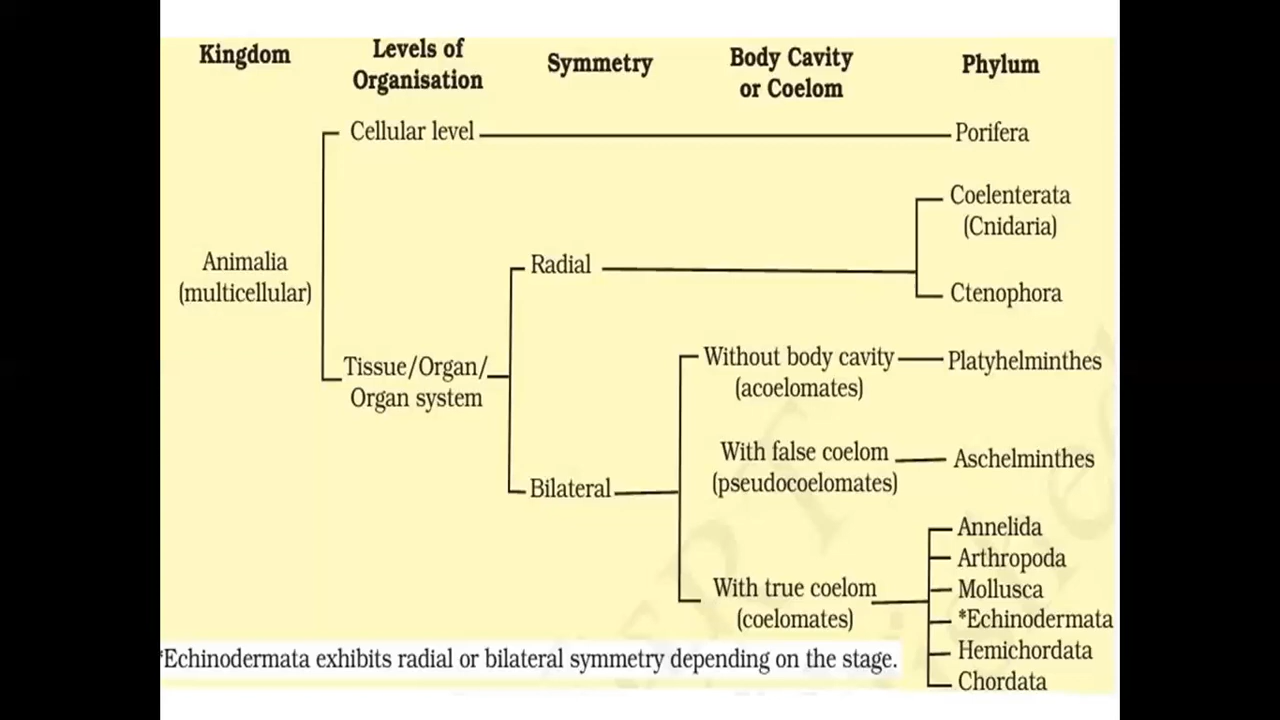 Kingdom
Levels of
Organisation
Symmetry
Body Cavity
or Coelom
Phylum
Cellular level
Porifera
Coelenterata
(Cnidaria)
Animalia
(multicellular)
Radial
Ctenophora
Tissue/Organ/
Organ system
Without body cavity
(acoelomates)
Platyhelminthes
With false coelom
(pseudocoelomates)
Aschelminthes
Bilateral
Annelida
Arthropoda
With true coelom
(coelomates)
Mollusca
*Echinodermata
Hemichordata
Chordata
*Echinodermata exhibits radial or bilateral symmetry depending on the stage.